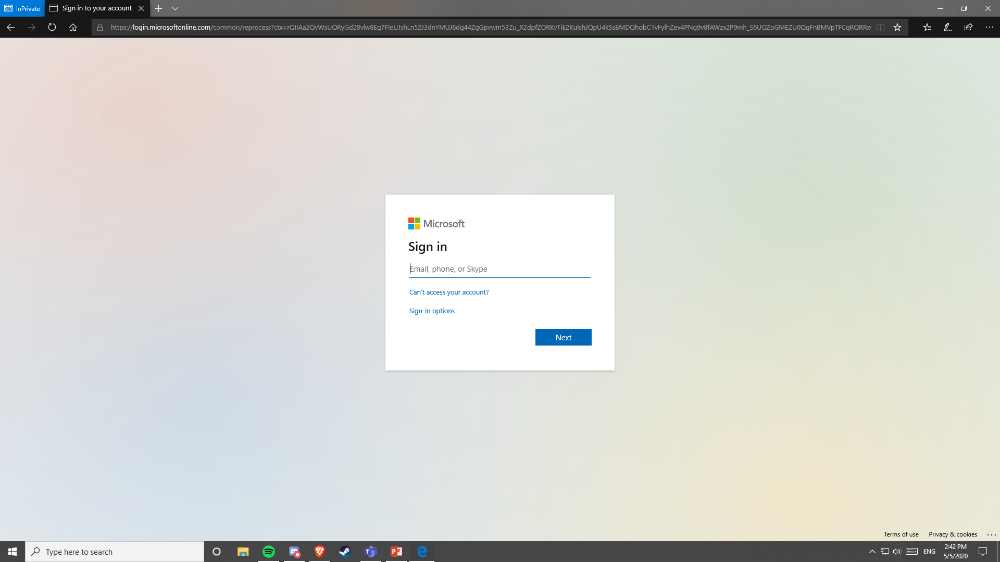 InPrivate
Sign in to your account
https://login.microsoftonline.com/common/reprocess?ctx=rQIIAa2QvWsUQRyGd28vlw8Eg7FIeUJshLn52J3dnYMUJ6dg44ZgGpvwm53Zu_X2dpfZORKvTiE2KulshJQpU4kSsBMDQhobC1vFylhZev4PNg9v8fAWzx2P9mh_S6UQZoGMEZU0QgFnBMVpTFCqRQRRx
Microsoft
Sign in
Email, phone, or Skype
Can't access your account?
Sign-in options
Next
Terms of use Privacy & cookies ...
Type here to search
ENG
2:42 PM
5/5/2020